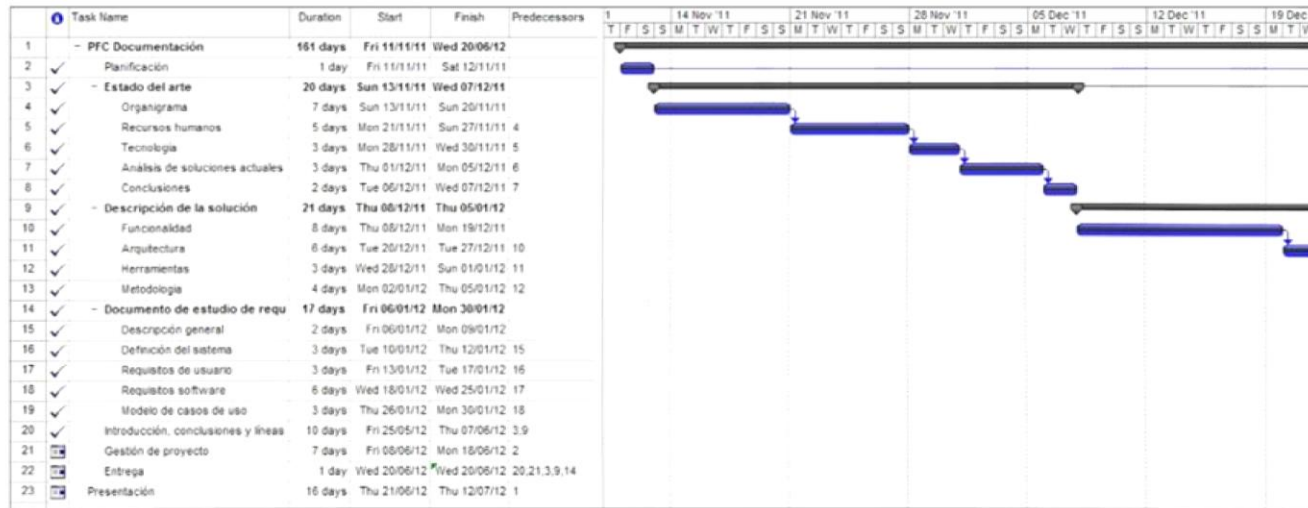 Task Name Duration Start Finish Predecessors 1 14 Nov '11 21 Nov '11 28 Nov '11 05 Dec '11 12 Dec '11 19 Dec
T F S S M T W T F S S M T W T F S S M T W T F S S M T W T F S S M T W T F S S M T W
1 - PFC Documentación 161 days Fri 11/11/11 Wed 20/06/12
2 Planificación 1 day Fri 11/11/11 Sat 12/11/11
3 - Estado del arte 20 days Sun 13/11/11 Wed 07/12/11
4 Organigrama 7 days Sun 13/11/11 Sun 20/11/11
5 Recursos humanos 5 days Mon 21/11/11 Sun 27/11/11 4
6 Tecnología 3 days Mon 28/11/11 Wed 30/11/11 5
7 Análisis de soluciones actuales 3 days Thu 01/12/11 Mon 05/12/11 6
8 Conclusiones 2 days Tue 06/12/11 Wed 07/12/11 7
9 - Descripción de la solución 21 days Thu 08/12/11 Thu 05/01/12
10 Funcionalidad 8 days Thu 08/12/11 Mon 19/12/11
11 Arquitectura 6 days Tue 20/12/11 Tue 27/12/11 10
12 Herramientas 3 days Wed 28/12/11 Sun 01/01/12 11
13 Metodología 4 days Mon 02/01/12 Thu 05/01/12 12
14 - Documento de estudio de requ 17 days Fri 06/01/12 Mon 30/01/12
15 Descripción general 2 days Fri 06/01/12 Mon 09/01/12
16 Definición del sistema 3 days Tue 10/01/12 Thu 12/01/12 15
17 Requistos de usuario 3 days Fri 13/01/12 Tue 17/01/12 16
18 Requistos software 6 days Wed 18/01/12 Wed 25/01/12 17
19 Modelo de casos de uso 3 days Thu 26/01/12 Mon 30/01/12 18
20 Introducción, conclusiones y líneas 10 days Fri 25/05/12 Thu 07/06/12 3,9
21 Gestión de proyecto 7 days Fri 08/06/12 Mon 18/06/12 2
22 Entrega 1 day Wed 20/06/12 Wed 20/06/12 20,21,3,9,14
23 Presentación 16 days Thu 21/06/12 Thu 12/07/12 1